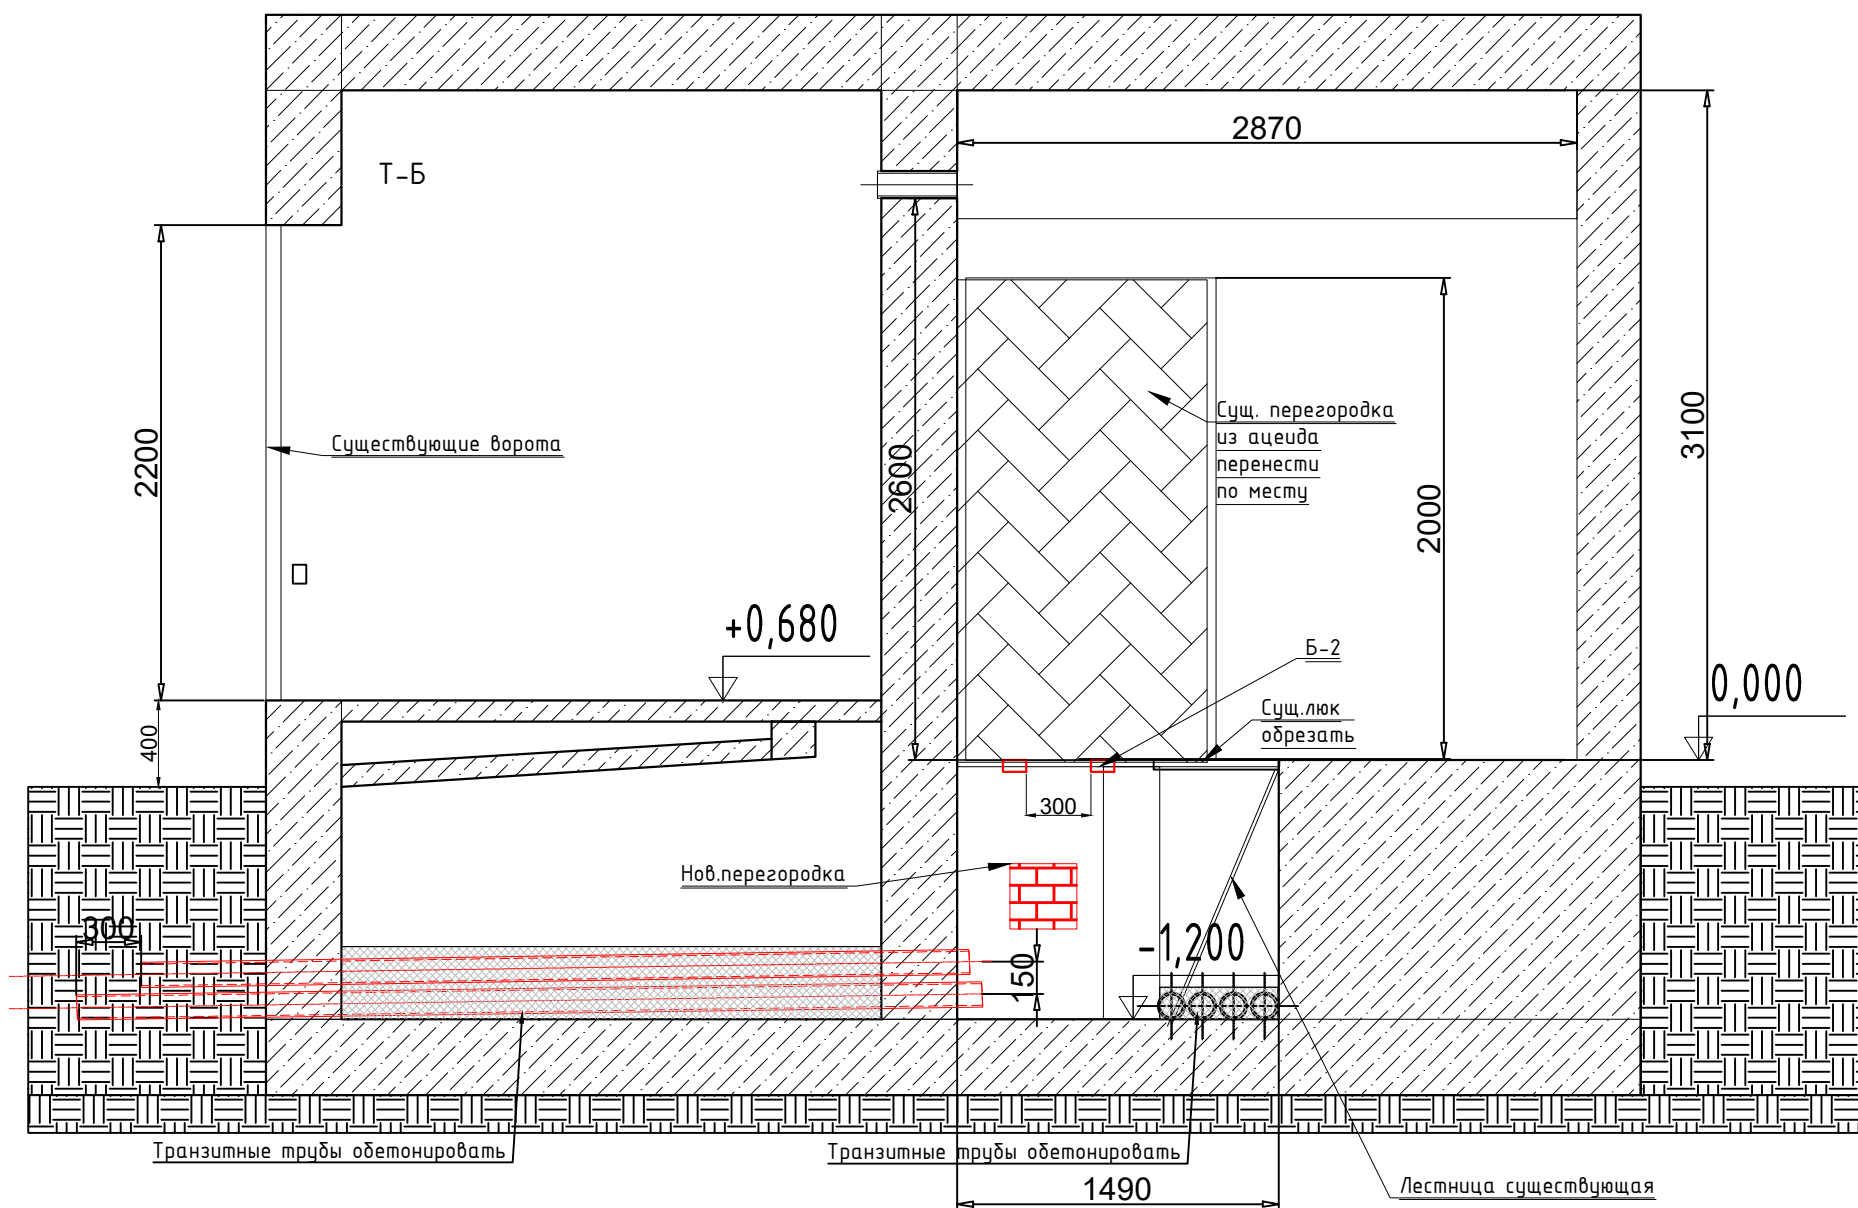 2870
Т-Б
2200
Существующие ворота
2600
Сущ. перегородка
из ацеида
перенести
по месту
3100
2000
+0,680
Б-2
0,000
Сущ.люк
обрезать
400
300
Нов.перегородка
300
-1,200
150
Транзитные трубы обетонировать
Транзитные трубы обетонировать
1490
Лестница существующая